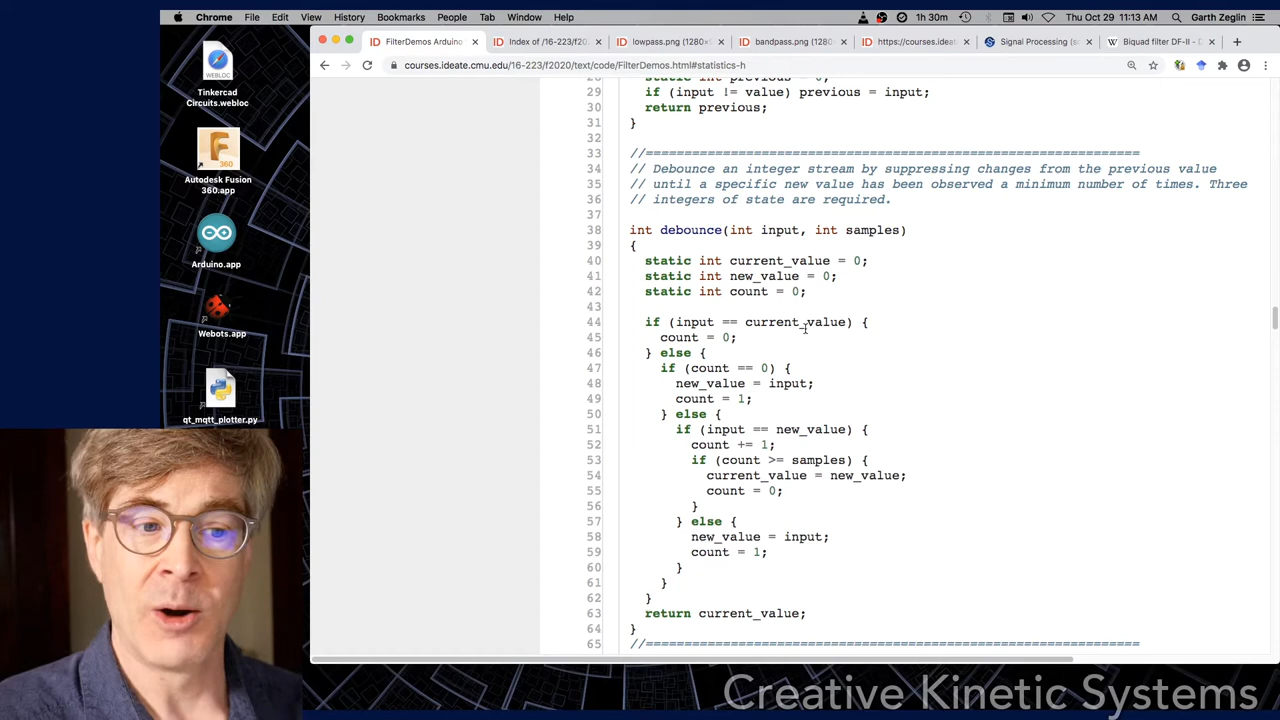 Chrome File Edit View History Bookmarks People Tab Window Help 1h 30m Thu Oct 29 11:13 AM Garth Zeglin
FilterDemos Arduino Index of /16-223/f20 lowpass.png (1280×5 bandpass.png (1280 https://courses.ideat Signal Processing (sc Biquad filter DF-II - C
courses.ideate.cmu.edu/16-223/f2020/text/code/FilterDemos.html#statistics-h
Tinkercad
Circuits.webloc
WEBLOC
Autodesk Fusion
360.app
360
Arduino.app
Webots.app
qt_mqtt_plotter.py
28 static int previous = 0;
29 if (input != value) previous = input;
30 return previous;
31 }
32
33 //================================================================
34 // Debounce an integer stream by suppressing changes from the previous value
35 // until a specific new value has been observed a minimum number of times. Three
36 // integers of state are required.
37
38 int debounce(int input, int samples)
39 {
40 static int current_value = 0;
41 static int new_value = 0;
42 static int count = 0;
43
44 if (input == current_value) {
45 count = 0;
46 } else {
47 if (count == 0) {
48 new_value = input;
49 count = 1;
50 } else {
51 if (input == new_value) {
52 count += 1;
53 if (count >= samples) {
54 current_value = new_value;
55 count = 0;
56 }
57 } else {
58 new_value = input;
59 count = 1;
60 }
61 }
62 }
63 return current_value;
64 }
65 //================================================================
Creative Kinetic Systems